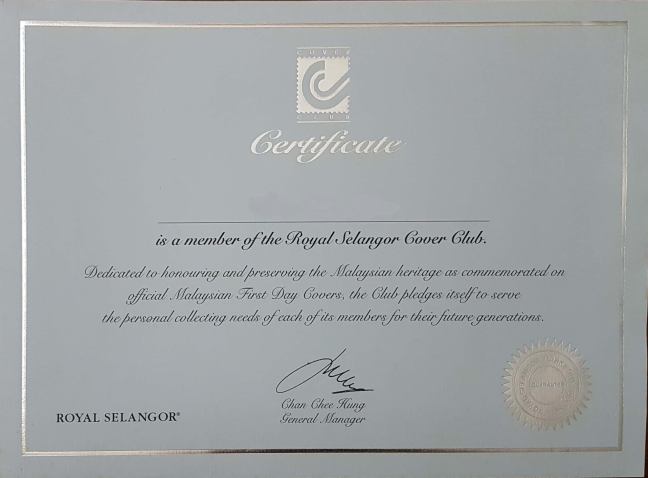 COVER
CLUB
Certificate
is a member of the Royal Selangor Cover Club.
Dedicated to honouring and preserving the Malaysian heritage as commemorated on
official Malaysian First Day Covers, the Club pledges itself to serve
the personal collecting needs of each of its members for their future generations.
Chan Chee Hung
General Manager
ROYAL SELANGOR®